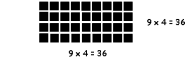 9 x 4 = 36
9 x 4 = 36